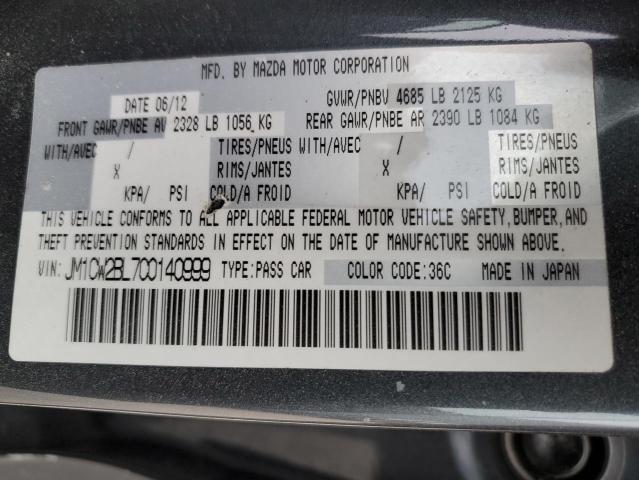 MFD. BY MAZDA MOTOR CORPORATION
DATE 06/12 GVWR/PNBV 4685 LB 2125 KG
FRONT GAWR/PNBE AV 2328 LB 1056 KG REAR GAWR/PNBE AR 2390 LB 1084 KG
WITH/AVEC / TIRES/PNEUS WITH/AVEC / TIRES/PNEUS
X RIMS/JANTES X RIMS/JANTES
KPA/ PSI COLD/A FROID KPA/ PSI COLD/A FROID
THIS VEHICLE CONFORMS TO ALL APPLICABLE FEDERAL MOTOR VEHICLE SAFETY,BUMPER,AND
THEFT PREVENTION STANDARDS IN EFFECT ON THE DATE OF MANUFACTURE SHOWN ABOVE.
VIN: JM1CW2BL7C0140999 TYPE:PASS CAR COLOR CODE:36C MADE IN JAPAN